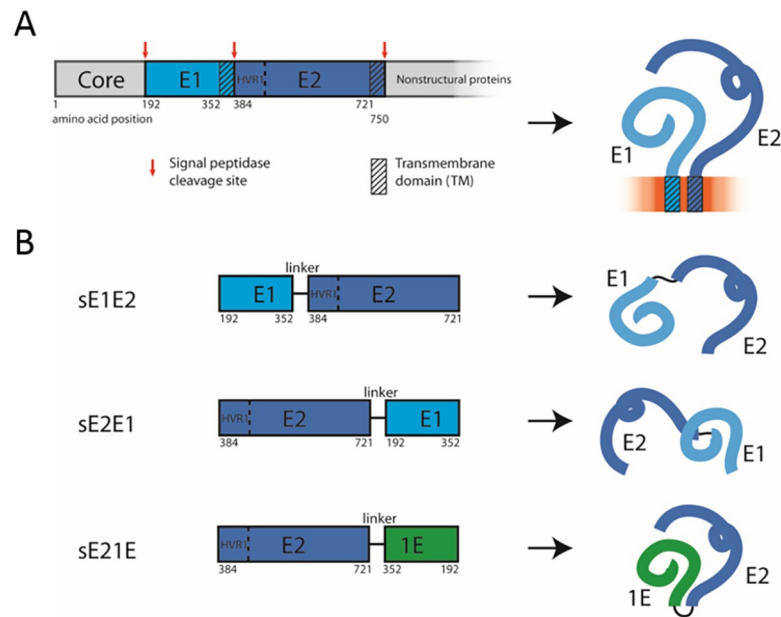 A
Core E1 HVR1 E2 Nonstructural proteins
1 192 352 384 721
750
amino acid position
Signal peptidase
cleavage site
Transmembrane
domain (TM)
E1
E2
B
sE1E2
linker
E1 HVR1 E2
192 352 384 721
E1
E2
sE2E1
linker
HVR1 E2 E1
384 721 192 352
E2
E1
sE21E
linker
HVR1 E2 1E
384 721 352 192
1E
E2